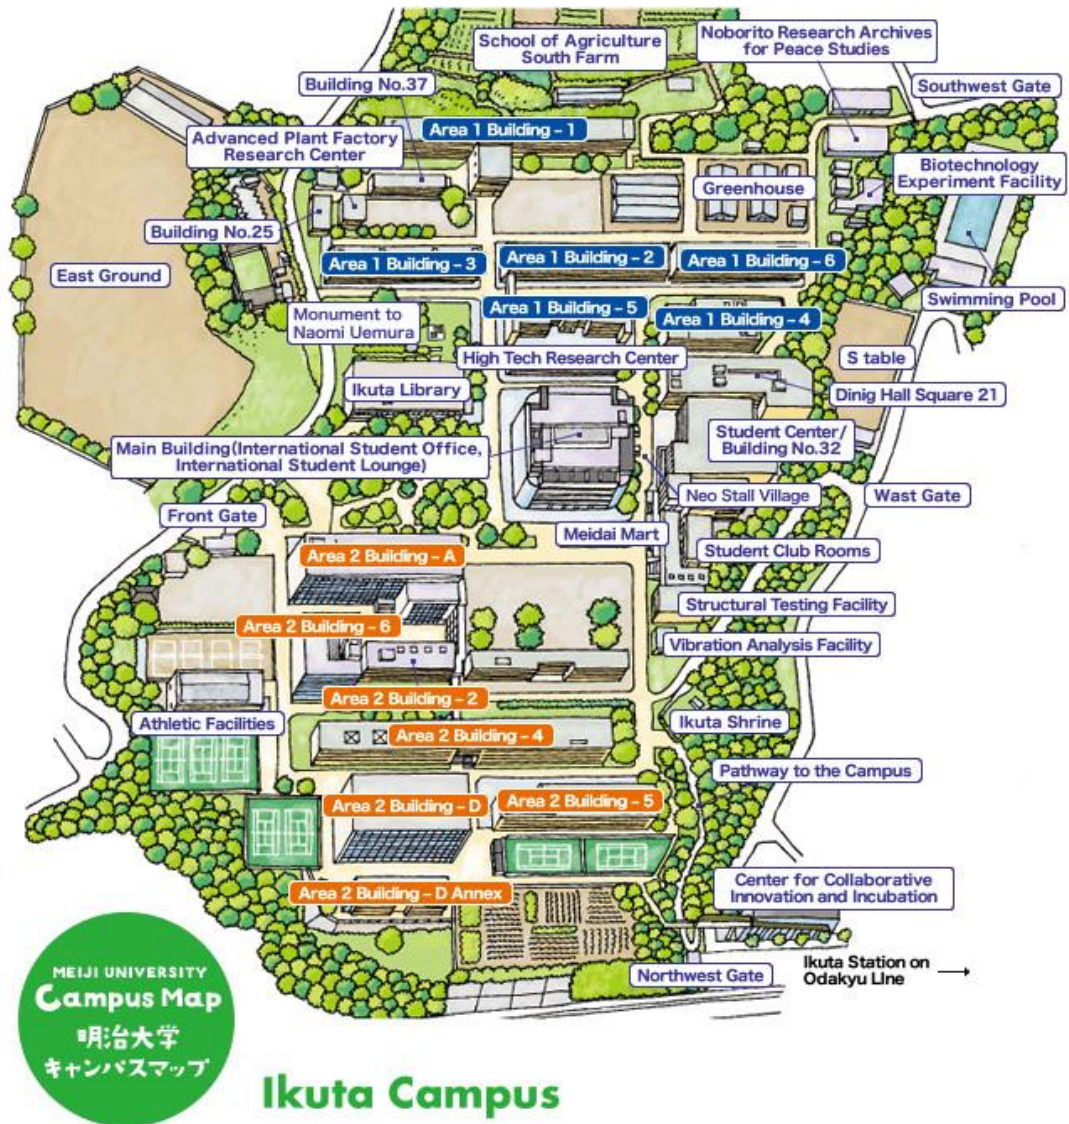 School of Agriculture
South Farm
Noborito Research Archives
for Peace Studies
Building No.37
Southwest Gate
Area 1 Building – 1
Advanced Plant Factory
Research Center
Biotechnology
Experiment Facility
Greenhouse
Building No.25
Area 1 Building – 3
Area 1 Building – 2
Area 1 Building – 6
East Ground
Swimming Pool
Monument to
Naomi Uemura
Area 1 Building – 5
Area 1 Building – 4
High Tech Research Center
S table
Ikuta Library
Dinig Hall Square 21
Main Building(International Student Office,
International Student Lounge)
Student Center/
Building No.32
Neo Stall Village
Wast Gate
Front Gate
Meidai Mart
Area 2 Building – A
Student Club Rooms
Structural Testing Facility
Area 2 Building – 6
Vibration Analysis Facility
Area 2 Building – 2
Athletic Facilities
Ikuta Shrine
Area 2 Building – 4
Pathway to the Campus
Area 2 Building – D
Area 2 Building – 5
Area 2 Building – D Annex
Center for Collaborative
Innovation and Incubation
Northwest Gate
Ikuta Station on
Odakyu Line
MEIJI UNIVERSITY
Campus Map
明治大学
キャンパスマップ
Ikuta Campus